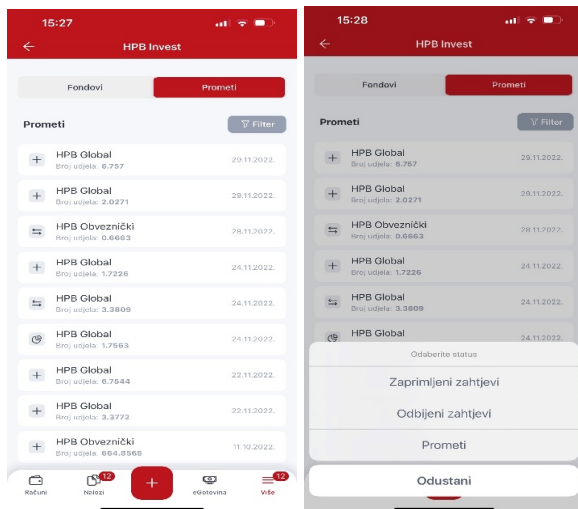 15:27
HPB Invest
Fondovi
Prometi
Prometi
Filter
HPB Global
29.11.2022.
Broj udjela: 6.757
HPB Global
28.11.2022.
Broj udjela: 2.0271
HPB Obveznički
28.11.2022.
Broj udjela: 0.6663
HPB Global
24.11.2022.
Broj udjela: 1.7226
HPB Global
24.11.2022.
Broj udjela: 3.3809
HPB Global
24.11.2022.
Broj udjela: 1.7563
HPB Global
22.11.2022.
Broj udjela: 6.7544
HPB Global
22.11.2022.
Broj udjela: 3.3772
HPB Obveznički
11.10.2022.
Broj udjela: 664.8568
12
12
Računi
Nalozi
eGotovina
Više
15:28
HPB Invest
Fondovi
Prometi
Prometi
Filter
HPB Global
29.11.2022.
Broj udjela: 6.757
HPB Global
28.11.2022.
Broj udjela: 2.0271
HPB Obveznički
28.11.2022.
Broj udjela: 0.6663
HPB Global
24.11.2022.
Broj udjela: 1.7226
HPB Global
24.11.2022.
Broj udjela: 3.3809
HPB Global
24.11.2022.
Odaberite status
Zaprimljeni zahtjevi
Odbijeni zahtjevi
Prometi
Odustani